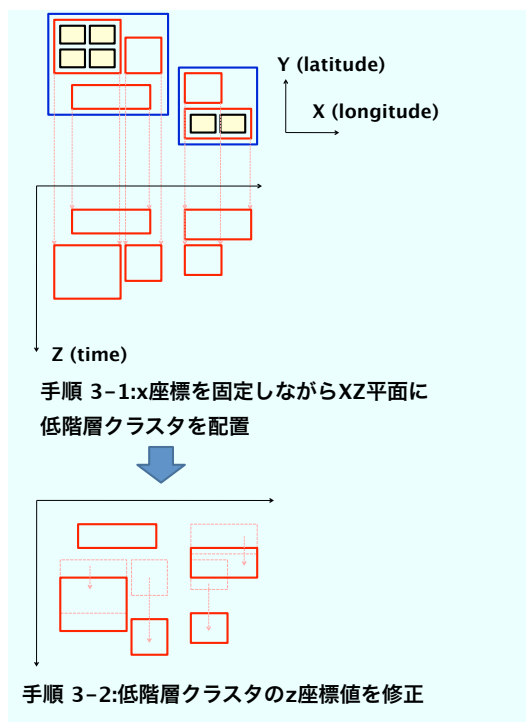 Y (latitude)
X (longitude)
Z (time)
手順 3-1:x座標を固定しながらXZ平面に
低階層クラスタを配置
手順 3-2:低階層クラスタのz座標値を修正